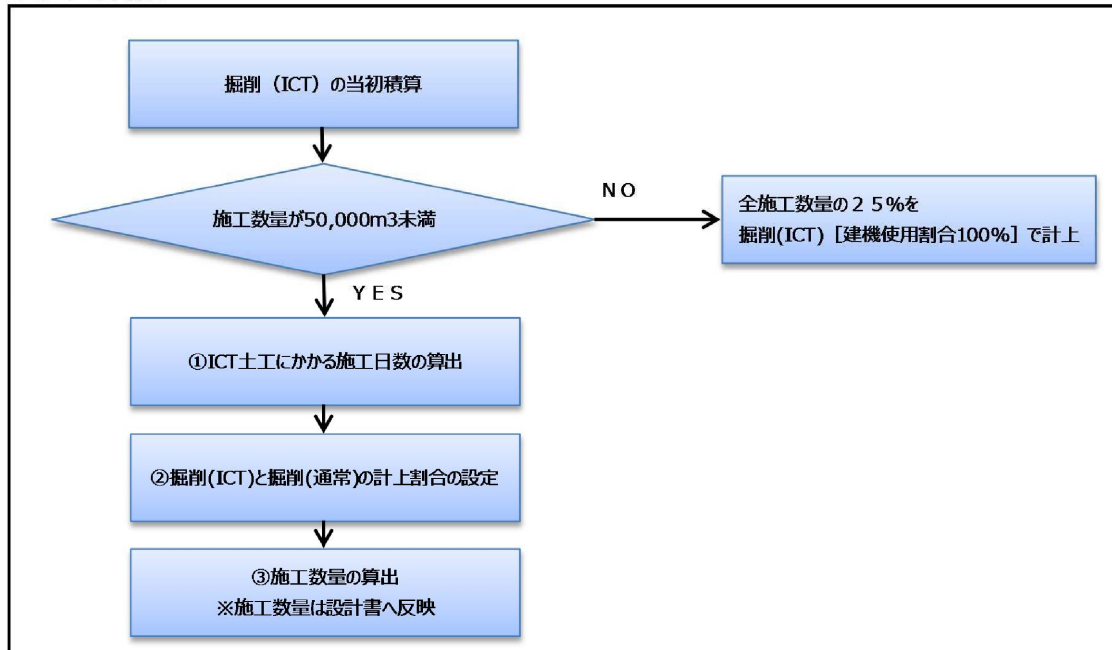 掘削（ICT）の当初積算
施工数量が50,000m3未満
ＮＯ
全施工数量の２５％を
掘削(ICT)［建機使用割合100％］で計上
ＹＥＳ
①ICT土工にかかる施工日数の算出
②掘削(ICT)と掘削(通常)の計上割合の設定
③施工数量の算出
※施工数量は設計書へ反映